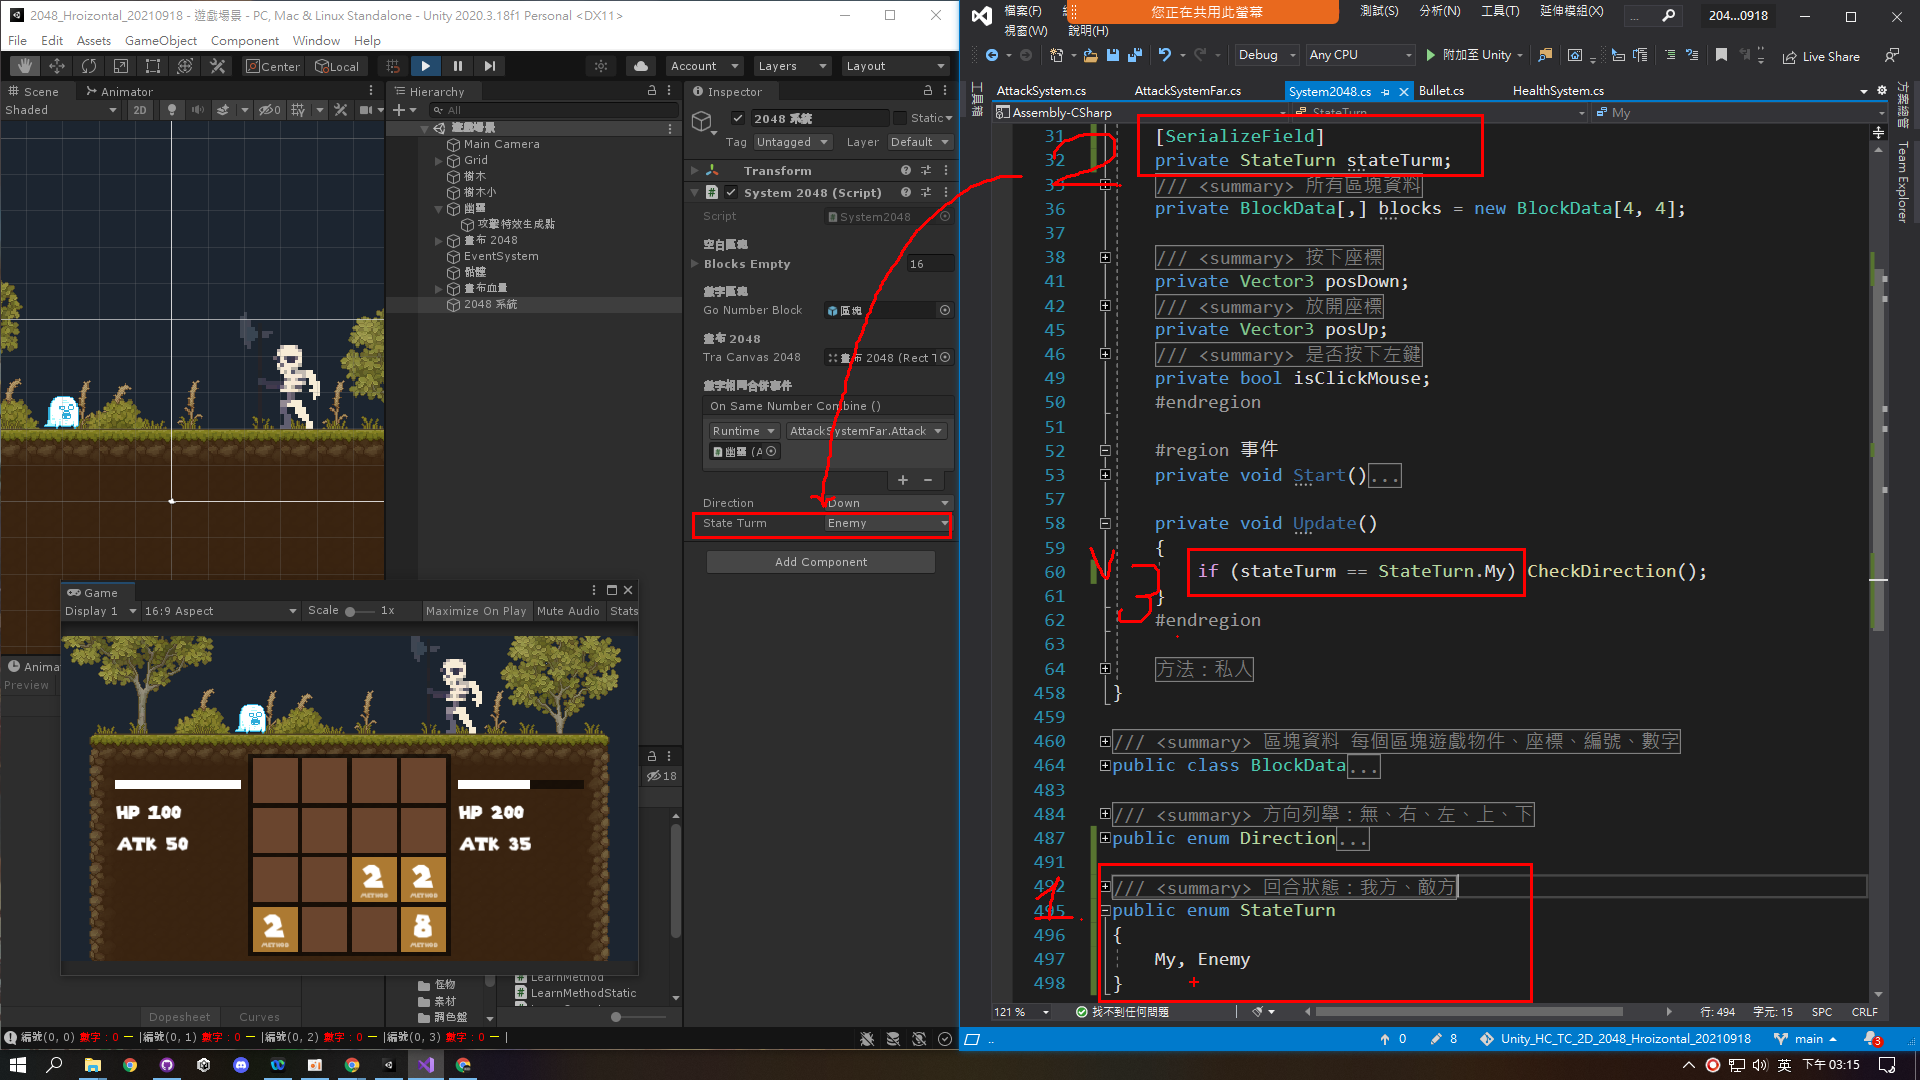 2048_Hroizontal_20210918 - 遊戲場景 - PC, Mac & Linux Standalone - Unity 2020.3.18f1 Personal <DX11>
File Edit Assets GameObject Component Window Help
Center Local Account Layers Layout
Scene Animator
Shaded 2D 0
Hierarchy
All
遊戲場景
Main Camera
Grid
樹木
樹木小
幽靈
攻擊特效生成點
畫布 2048
EventSystem
骷髏
畫布血量
2048 系統
Inspector
2048 系統 Static
Tag Untagged Layer Default
Transform
System 2048 (Script)
Script System2048
空白區塊
Blocks Empty 16
數字區塊
Go Number Block 區塊
畫布 2048
Tra Canvas 2048 畫布 2048 (Rect T
數字相同合併事件
On Same Number Combine ()
Runtime AttackSystemFar.Attack
幽靈 (A
+ −
Direction Down
State Turm Enemy
Add Component
Game
Display 1 16:9 Aspect Scale 1x Maximize On Play Mute Audio Stats
HP 100
ATK 50
HP 200
ATK 35
2 METHOD
2 METHOD
2 METHOD
8 METHOD
Anima
Preview
Dopesheet Curves
18
怪物
素材
調色盤
LearnMethod
LearnMethodStatic
編號(0, 0) 數字：0 — |編號(0, 1) 數字：0 — |編號(0, 2) 數字：0 — |編號(0, 3) 數字：0 — |
檔案(F) 測試(S) 分析(N) 工具(T) 延伸模組(X)
您正在共用此螢幕
視窗(W) 說明(H)
204...0918
Debug Any CPU 附加至 Unity Live Share
工具箱
AttackSystem.cs AttackSystemFar.cs System2048.cs Bullet.cs HealthSystem.cs
Assembly-CSharp StateTurn My
方案總管
Team Explorer
31 [SerializeField]
32 private StateTurn stateTurm;
33 /// <summary> 所有區塊資料
36 private BlockData[,] blocks = new BlockData[4, 4];
37
38 /// <summary> 按下座標
41 private Vector3 posDown;
42 /// <summary> 放開座標
45 private Vector3 posUp;
46 /// <summary> 是否按下左鍵
49 private bool isClickMouse;
50 #endregion
51
52 #region 事件
53 private void Start()...
57
58 private void Update()
59 {
60 if (stateTurm == StateTurn.My) CheckDirection();
61 }
62 #endregion
63
64 方法：私人
458 }
459
460 /// <summary> 區塊資料 每個區塊遊戲物件、座標、編號、數字
464 public class BlockData...
483
484 /// <summary> 方向列舉：無、右、左、上、下
487 public enum Direction...
491
492 /// <summary> 回合狀態：我方、敵方
495 public enum StateTurn
496 {
497 My, Enemy
498 }
2
3
1.
121 % 找不到任何問題 行: 494 字元: 15 SPC CRLF
0 8 Unity_HC_TC_2D_2048_Hroizontal_20210918 main 3
英 下午 03:15